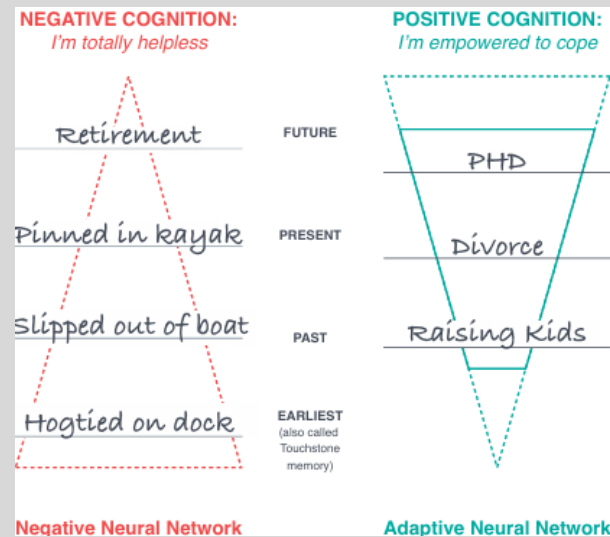 NEGATIVE COGNITION:
I'm totally helpless
POSITIVE COGNITION:
I'm empowered to cope
Retirement
FUTURE
PHD
Pinned in kayak
PRESENT
Divorce
Slipped out of boat
PAST
Raising Kids
Hogtied on dock
EARLIEST
(also called
Touchstone
memory)
Negative Neural Network
Adaptive Neural Network